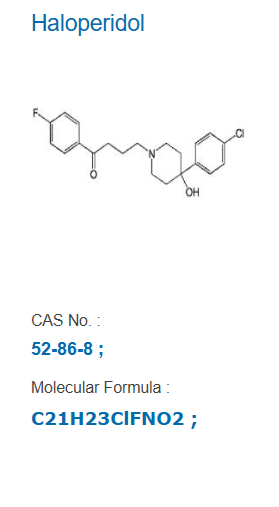 Haloperidol
F
Cl
N
O
OH
CAS No. :
52-86-8 ;
Molecular Formula :
C21H23ClFNO2 ;